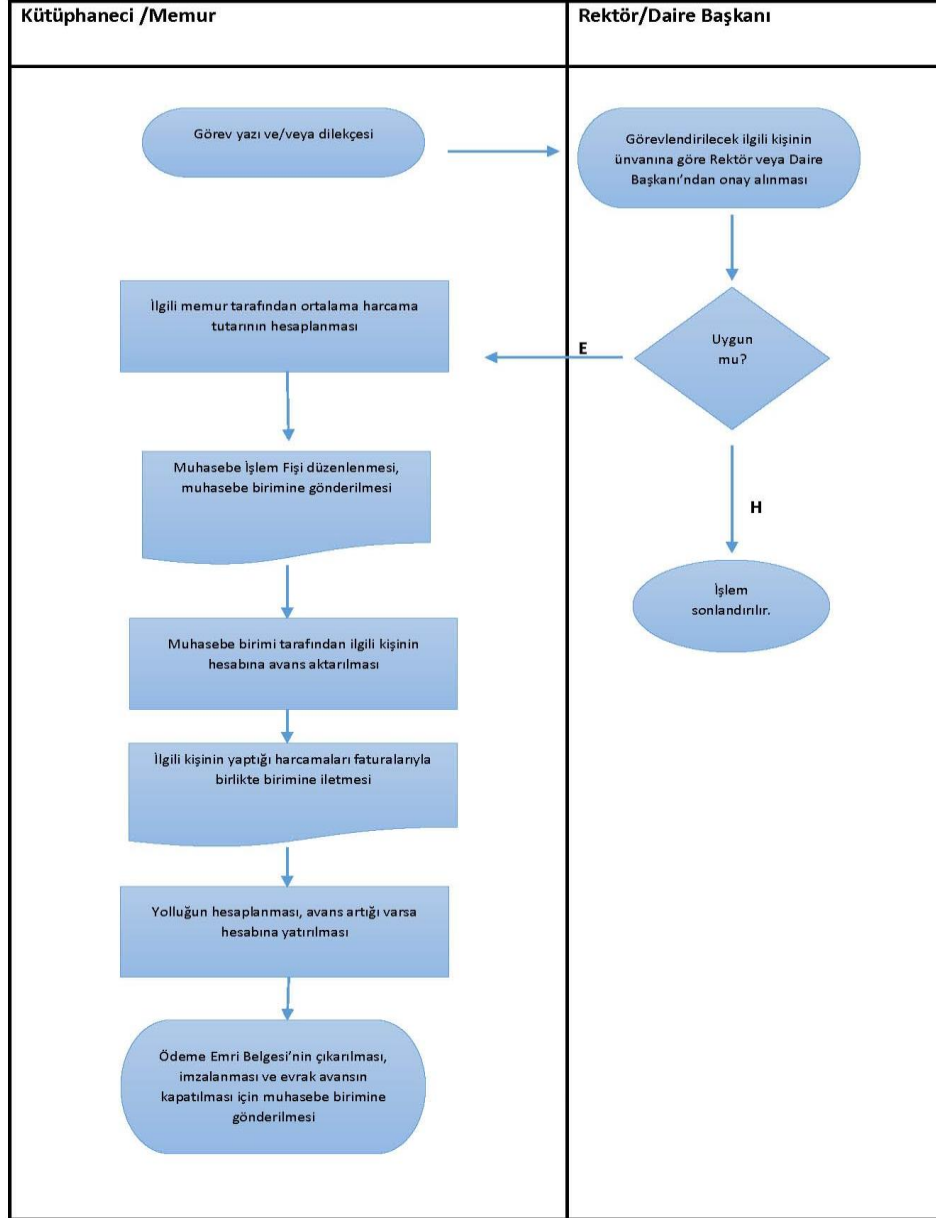 Kütüphaneci /Memur
Rektör/Daire Başkanı
Görev yazı ve/veya dilekçesi
Görevlendirilecek ilgili kişinin
ünvanına göre Rektör veya Daire
Başkanı'ndan onay alınması
Uygun
mu?
E
H
İşlem
sonlandırılır.
İlgili memur tarafından ortalama harcama
tutarının hesaplanması
Muhasebe İşlem Fişi düzenlenmesi,
muhasebe birimine gönderilmesi
Muhasebe birimi tarafından ilgili kişinin
hesabına avans aktarılması
İlgili kişinin yaptığı harcamaları faturalarıyla
birlikte birimine iletmesi
Yolluğun hesaplanması, avans artığı varsa
hesabına yatırılması
Ödeme Emri Belgesi'nin çıkarılması,
imzalanması ve evrak avansın
kapatılması için muhasebe birimine
gönderilmesi